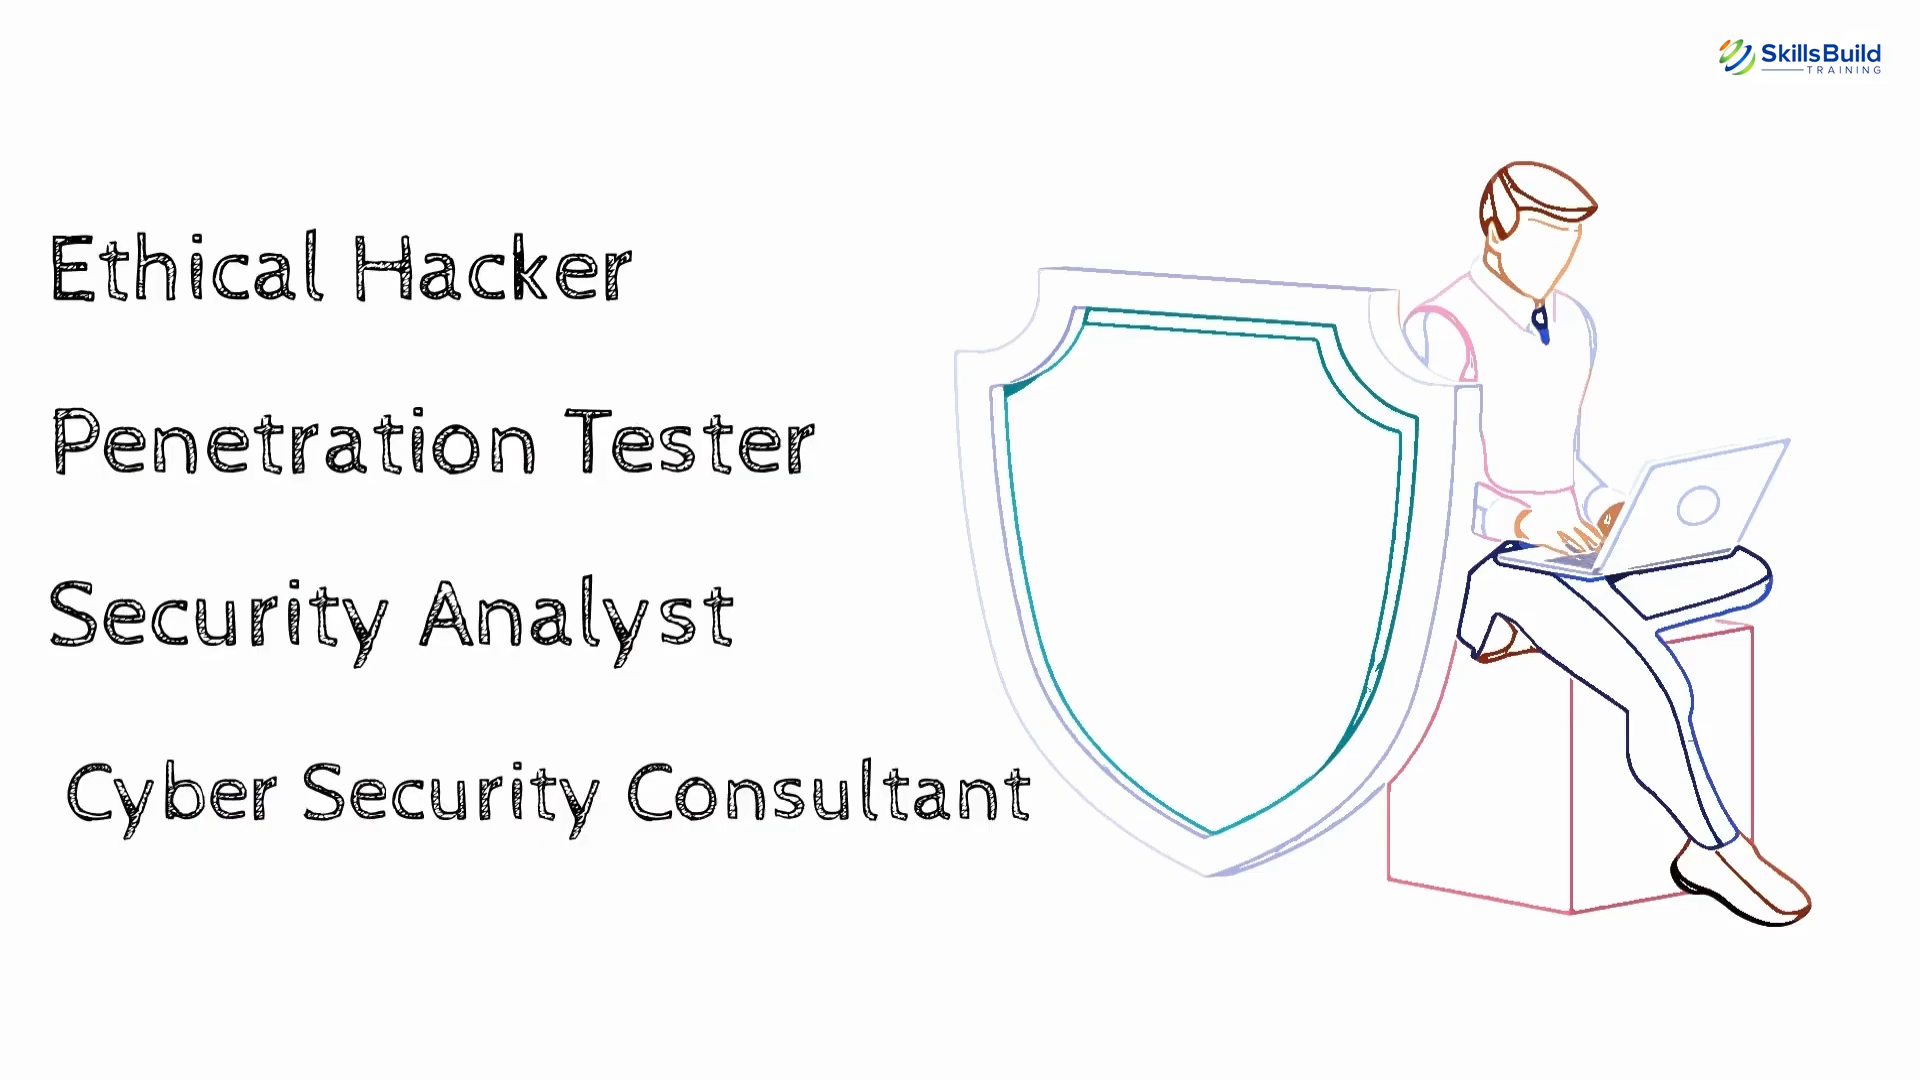 SkillsBuild
TRAINING
Ethical Hacker
Penetration Tester
Security Analyst
Cyber Security Consultant